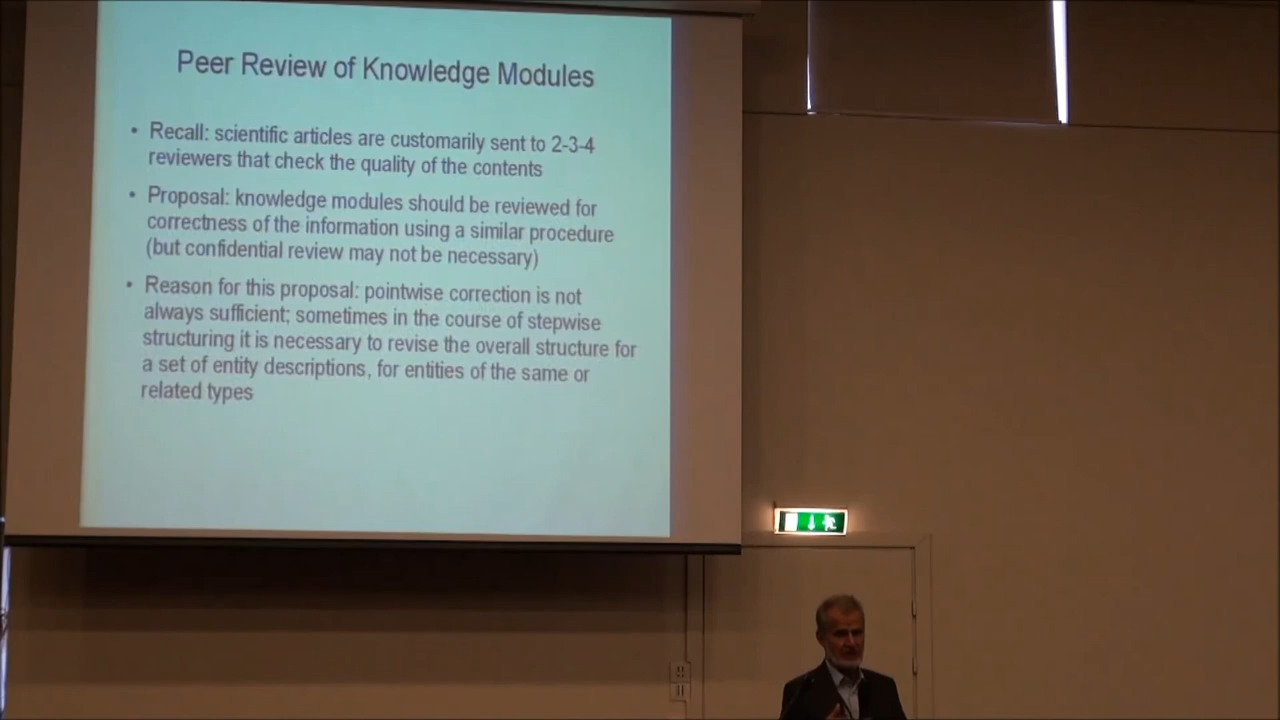 Peer Review of Knowledge Modules
• Recall: scientific articles are customarily sent to 2-3-4
reviewers that check the quality of the contents
• Proposal: knowledge modules should be reviewed for
correctness of the information using a similar procedure
(but confidential review may not be necessary)
• Reason for this proposal: pointwise correction is not
always sufficient; sometimes in the course of stepwise
structuring it is necessary to revise the overall structure for
a set of entity descriptions, for entities of the same or
related types